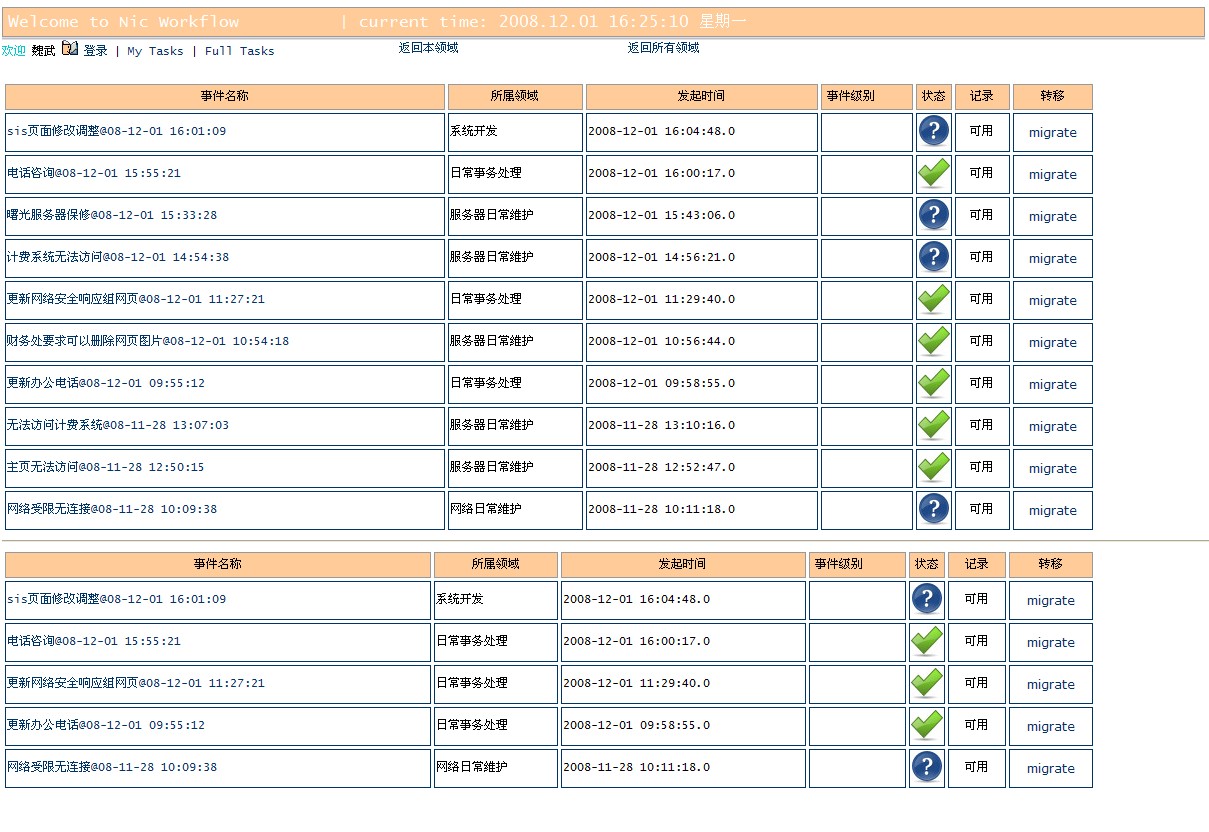 Welcome to Nic Workflow | current time: 2008.12.01 16:25:10 星期一
欢迎 魏武 登录 | My Tasks | Full Tasks 返回本领域 返回所有领域
事件名称 所属领域 发起时间 事件级别 状态 记录 转移
sis页面修改调整@08-12-01 16:01:09 系统开发 2008-12-01 16:04:48.0 ? 可用 migrate
电话咨询@08-12-01 15:55:21 日常事务处理 2008-12-01 16:00:17.0 可用 migrate
曙光服务器保修@08-12-01 15:33:28 服务器日常维护 2008-12-01 15:43:06.0 ? 可用 migrate
计费系统无法访问@08-12-01 14:54:38 服务器日常维护 2008-12-01 14:56:21.0 ? 可用 migrate
更新网络安全响应组网页@08-12-01 11:27:21 日常事务处理 2008-12-01 11:29:40.0 可用 migrate
财务处要求可以删除网页图片@08-12-01 10:54:18 服务器日常维护 2008-12-01 10:56:44.0 可用 migrate
更新办公电话@08-12-01 09:55:12 日常事务处理 2008-12-01 09:58:55.0 可用 migrate
无法访问计费系统@08-11-28 13:07:03 服务器日常维护 2008-11-28 13:10:16.0 可用 migrate
主页无法访问@08-11-28 12:50:15 服务器日常维护 2008-11-28 12:52:47.0 可用 migrate
网络受限无连接@08-11-28 10:09:38 网络日常维护 2008-11-28 10:11:18.0 ? 可用 migrate
事件名称 所属领域 发起时间 事件级别 状态 记录 转移
sis页面修改调整@08-12-01 16:01:09 系统开发 2008-12-01 16:04:48.0 ? 可用 migrate
电话咨询@08-12-01 15:55:21 日常事务处理 2008-12-01 16:00:17.0 可用 migrate
更新网络安全响应组网页@08-12-01 11:27:21 日常事务处理 2008-12-01 11:29:40.0 可用 migrate
更新办公电话@08-12-01 09:55:12 日常事务处理 2008-12-01 09:58:55.0 可用 migrate
网络受限无连接@08-11-28 10:09:38 网络日常维护 2008-11-28 10:11:18.0 ? 可用 migrate